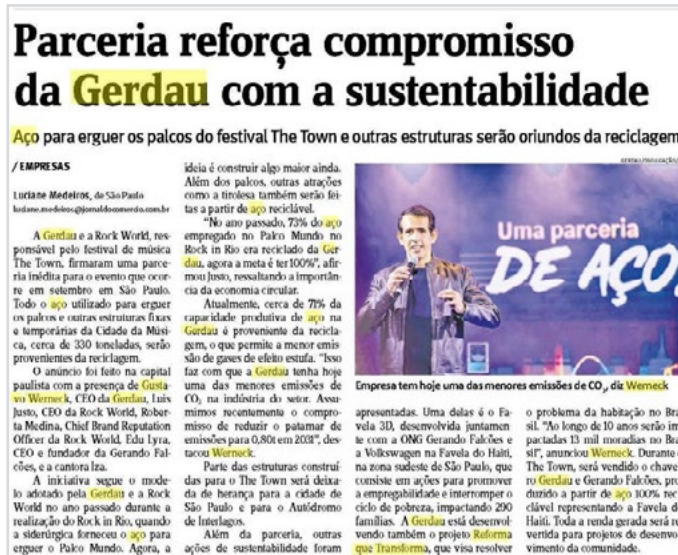 Parceria reforça compromisso
da Gerdau com a sustentabilidade
Aço para erguer os palcos do festival The Town e outras estruturas serão oriundos da reciclagem
/ EMPRESAS
Luciane Medeiros, de São Paulo
luciane.medeiros@jornaldocomercio.com.br
A Gerdau e a Rock World, res-
ponsável pelo festival de música
The Town, firmaram uma parce-
ria inédita para o evento que ocor-
re em setembro em São Paulo.
Todo o aço utilizado para erguer
os palcos e outras estruturas fixas
e temporárias da Cidade da Músi-
ca, cerca de 330 toneladas, serão
provenientes da reciclagem.
O anúncio foi feito na capital
paulista com a presença de Gusta-
vo Werneck, CEO da Gerdau, Luis
Justo, CEO da Rock World, Rober-
ta Medina, Chief Brand Reputation
Officer da Rock World, Edu Lyra,
CEO e fundador da Gerando Fal-
cões, e a cantora Iza.
A iniciativa segue o mode-
lo adotado pela Gerdau e a Rock
World no ano passado durante a
realização do Rock in Rio, quando
a siderúrgica forneceu o aço para
erguer o Palco Mundo. Agora, a
ideia é construir algo maior ainda.
Além dos palcos, outras atrações
como a tirolesa também serão fei-
tas a partir de aço reciclável.
"No ano passado, 73% do aço
empregado no Palco Mundo no
Rock in Rio era reciclado da Ger-
dau, agora a meta é ter 100%", afir-
mou Justo, ressaltando a importân-
cia da economia circular.
Atualmente, cerca de 71% da
capacidade produtiva de aço na
Gerdau é proveniente da recicla-
gem, o que permite a menor emis-
são de gases de efeito estufa. "Isso
faz com que a Gerdau tenha hoje
uma das menores emissões de
CO₂ na indústria do setor. Assu-
mimos recentemente o compro-
misso de reduzir o patamar de
emissões para 0,80t em 2031", des-
tacou Werneck.
Parte das estruturas construí-
das para o The Town será deixa-
da de herança para a cidade de
São Paulo e para o Autódromo
de Interlagos.
Além da parceria, outras
ações de sustentabilidade foram
Uma parceria
DE AÇO
Empresa tem hoje uma das menores emissões de CO₂, diz Werneck
apresentadas. Uma delas é o Fa-
vela 3D, desenvolvida juntamen-
te com a ONG Gerando Falcões e
a Volkswagen na Favela do Haiti,
na zona sudeste de São Paulo, que
consiste em ações para promover
a empregabilidade e interromper o
ciclo de pobreza, impactando 290
famílias. A Gerdau está desenvol-
vendo também o projeto Reforma
que Transforma, que visa resolver
o problema da habitação no Bra
sil. "Ao longo de 10 anos serão im
pactadas 13 mil moradias no Bra
sil", anunciou Werneck. Durante
The Town, será vendido o chave
ro Gerdau e Gerando Falcões, pro
duzido a partir de aço 100% rec
clável representando a Favela d
Haiti. Toda a renda gerada será re
vertida para projetos de desenvo
vimento da comunidade.